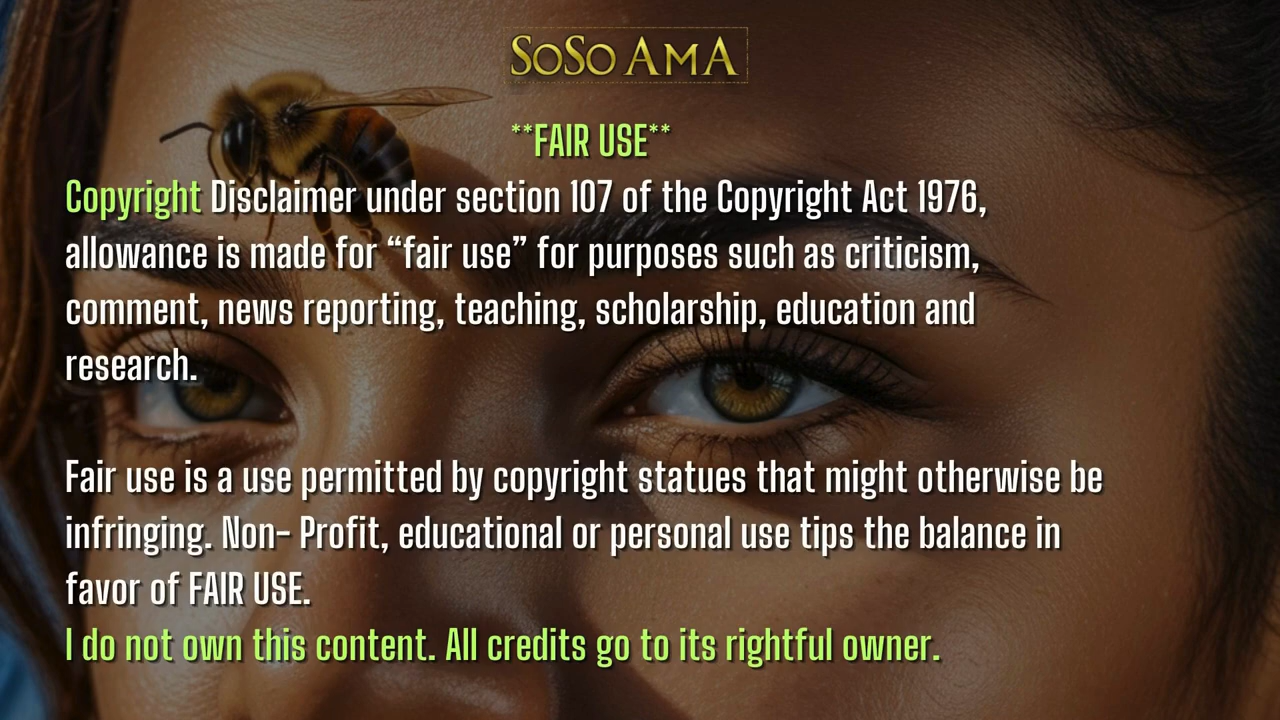 SoSo AmA
**FAIR USE**
Copyright Disclaimer under section 107 of the Copyright Act 1976,
allowance is made for “fair use” for purposes such as criticism,
comment, news reporting, teaching, scholarship, education and
research.
Fair use is a use permitted by copyright statues that might otherwise be
infringing. Non- Profit, educational or personal use tips the balance in
favor of FAIR USE.
I do not own this content. All credits go to its rightful owner.